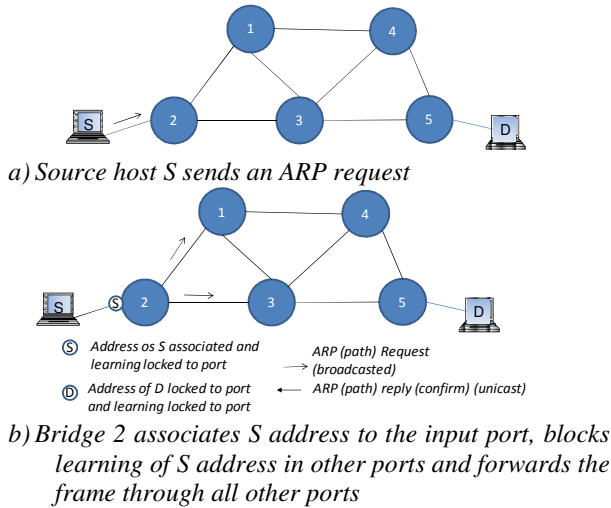 1
4
S
2
3
5
D
a) Source host S sends an ARP request
1
4
S
S
2
3
5
D
S Address os S associated and learning locked to port
ARP (path) Request (broadcasted)
D Address of D locked to port and learning locked to port
ARP (path) reply (confirm) (unicast)
b) Bridge 2 associates S address to the input port, blocks
learning of S address in other ports and forwards the
frame through all other ports